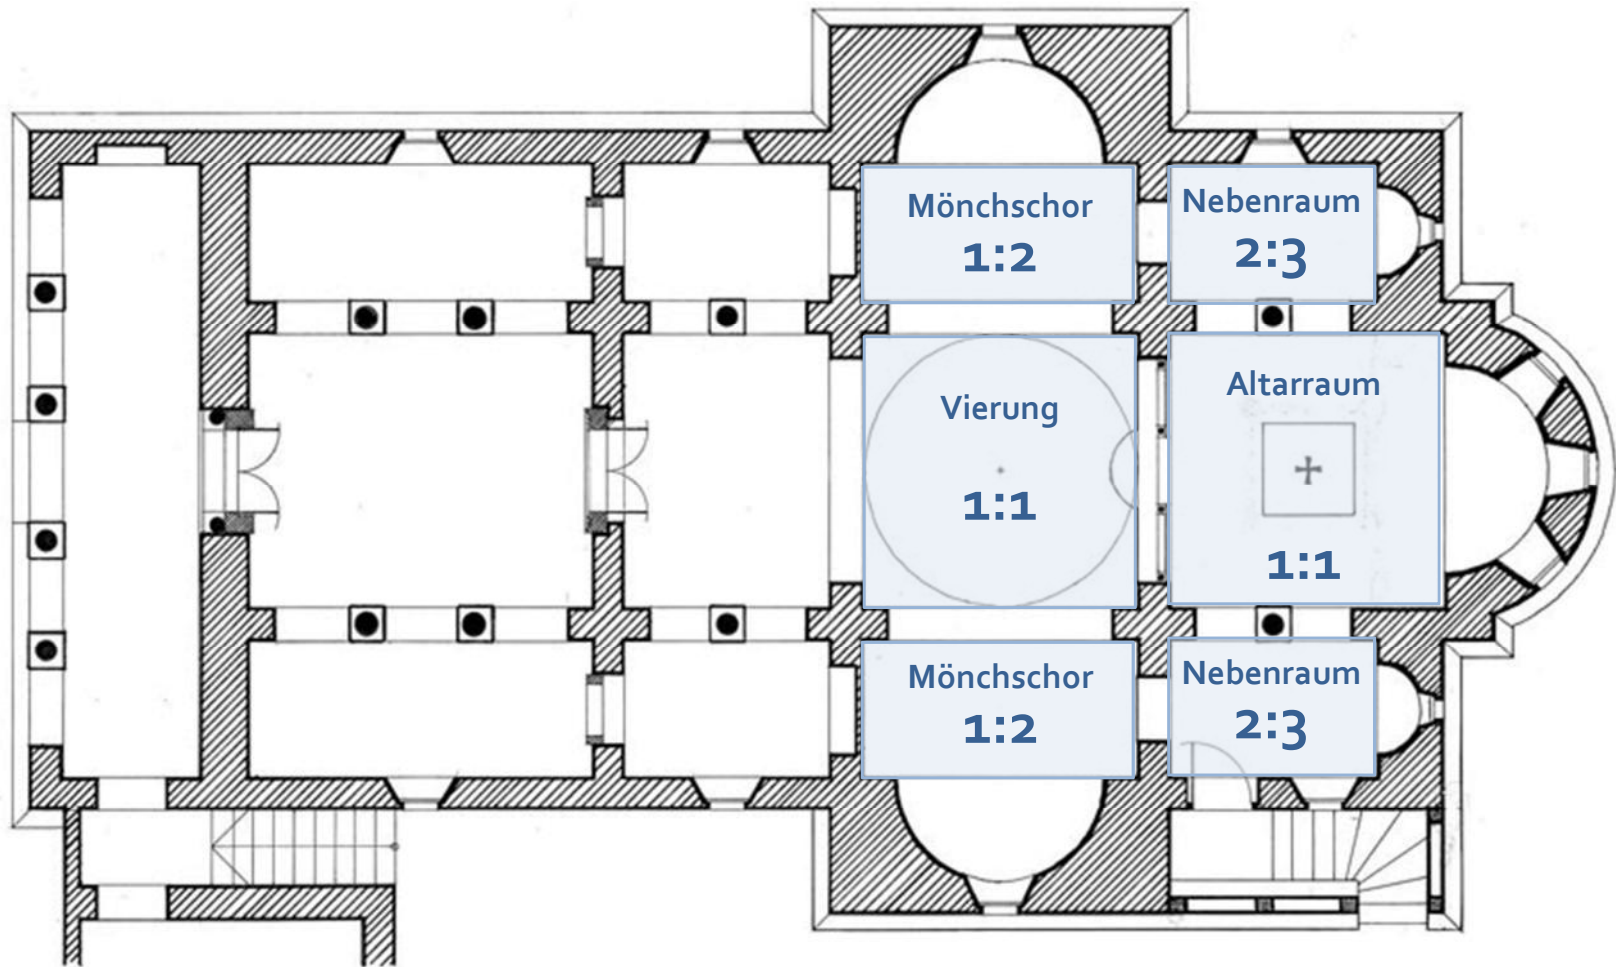 Mönchschor
1:2
Nebenraum
2:3
Vierung
1:1
Altarraum
1:1
Mönchschor
1:2
Nebenraum
2:3